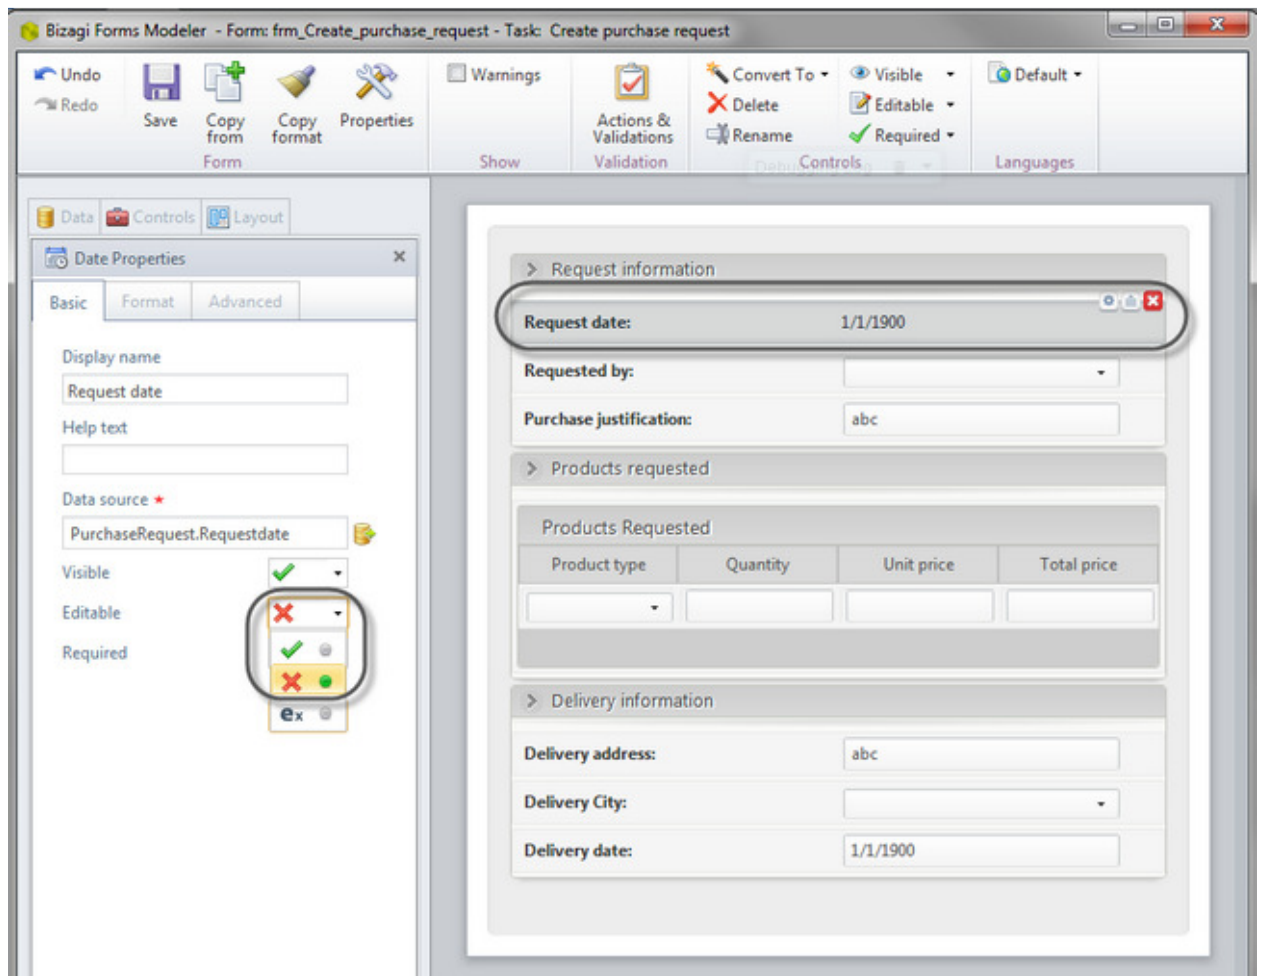 Bizagi Forms Modeler - Form: frm_Create_purchase_request - Task: Create purchase request
Undo
Redo
Save
Copy from
Copy format
Properties
Form
Warnings
Show
Actions & Validations
Validation
Convert To
Delete
Rename
Visible
Editable
Required
Controls
Default
Languages
Data
Controls
Layout
Date Properties
Basic
Format
Advanced
Display name
Request date
Help text
Data source *
PurchaseRequest.Requestdate
Visible
Editable
Required
ex
Request information
Request date: 1/1/1900
Requested by:
Purchase justification: abc
Products requested
Products Requested
Product type Quantity Unit price Total price
Delivery information
Delivery address: abc
Delivery City:
Delivery date: 1/1/1900